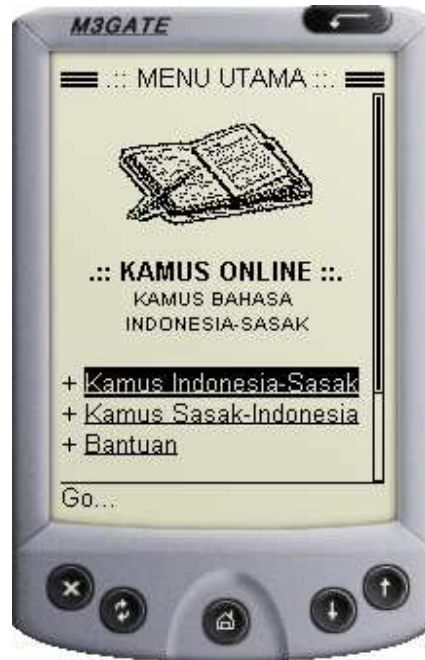 M3GATE
.:: MENU UTAMA ::.
.:: KAMUS ONLINE ::.
KAMUS BAHASA
INDONESIA-SASAK
+ Kamus Indonesia-Sasak
+ Kamus Sasak-Indonesia
+ Bantuan
Go...